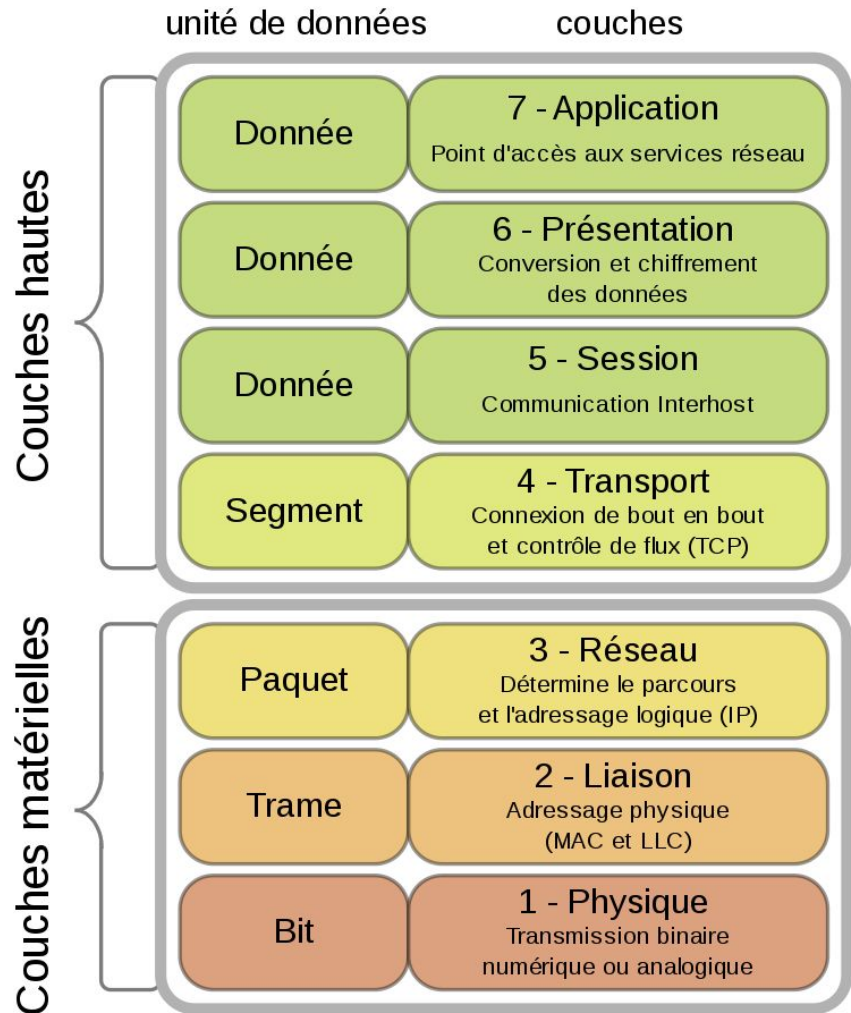 unité de données
couches
Couches hautes
Donnée
7 - Application
Point d'accès aux services réseau
Donnée
6 - Présentation
Conversion et chiffrement
des données
Donnée
5 - Session
Communication Interhost
Segment
4 - Transport
Connexion de bout en bout
et contrôle de flux (TCP)
Couches matérielles
Paquet
3 - Réseau
Détermine le parcours
et l'adressage logique (IP)
Trame
2 - Liaison
Adressage physique
(MAC et LLC)
Bit
1 - Physique
Transmission binaire
numérique ou analogique